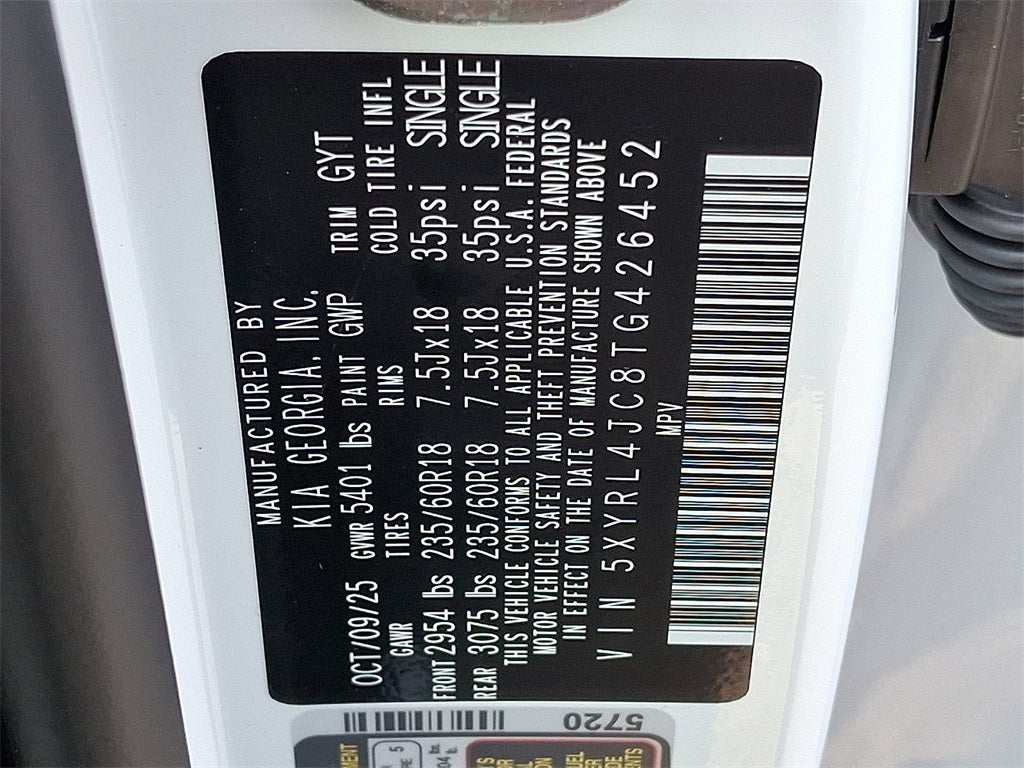 MANUFACTURED BY
KIA GEORGIA, INC.
OCT/09/25 GVWR 5401 lbs PAINT GWP TRIM GYT
GAWR TIRES RIMS COLD TIRE INFL
FRONT 2954 lbs 235/60R18 7.5Jx18 35psi SINGLE
REAR 3075 lbs 235/60R18 7.5Jx18 35psi SINGLE
THIS VEHICLE CONFORMS TO ALL APPLICABLE U.S.A. FEDERAL
MOTOR VEHICLE SAFETY AND THEFT PREVENTION STANDARDS
IN EFFECT ON THE DATE OF MANUFACTURE SHOWN ABOVE
VIN 5XYRL4JC8TG426452
MPV
5720
5